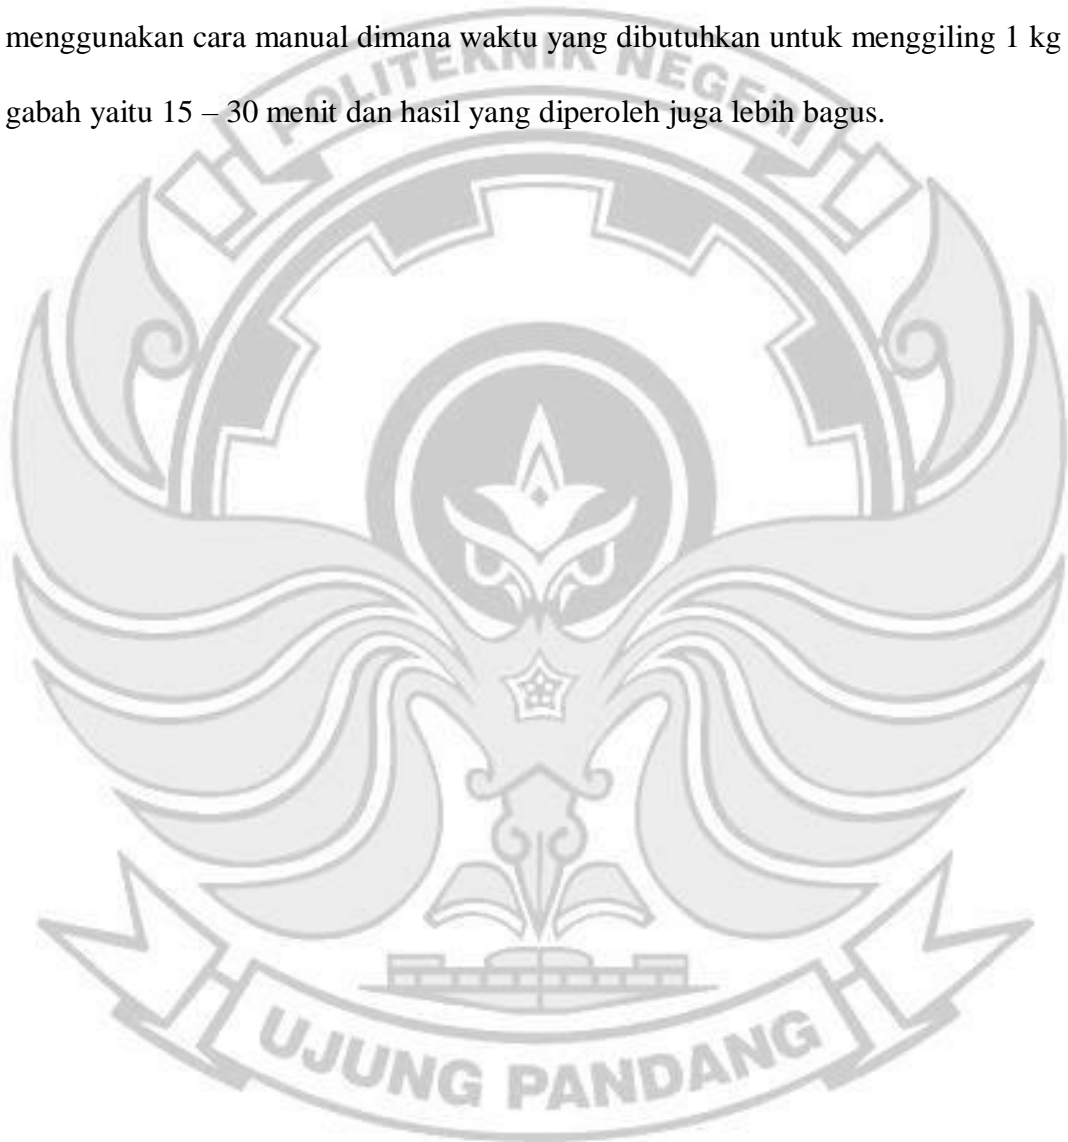 menggunakan cara manual dimana waktu yang dibutuhkan untuk menggiling 1 kg
gabah yaitu 15 – 30 menit dan hasil yang diperoleh juga lebih bagus.
POLITEKNIK NEGERI
UJUNG PANDANG